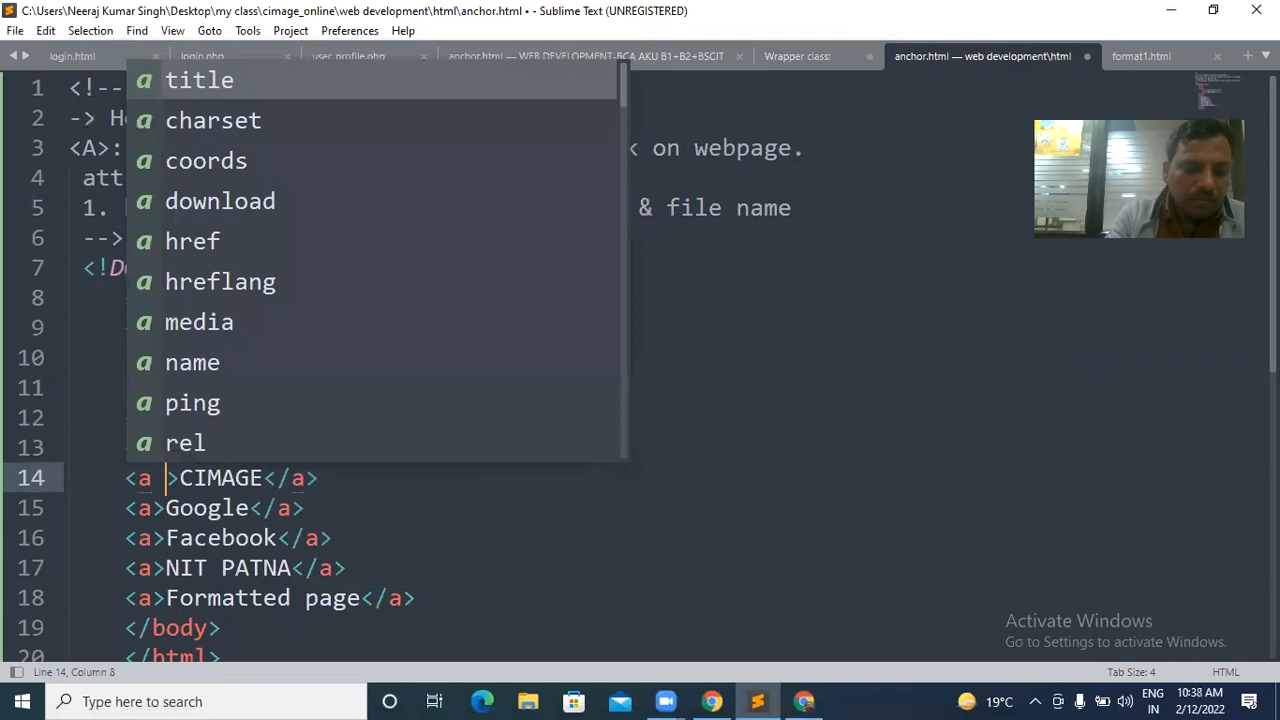 C:\Users\Neeraj Kumar Singh\Desktop\my class\cimage_online\web development\html\anchor.html • - Sublime Text (UNREGISTERED)
File Edit Selection Find View Goto Tools Project Preferences Help
login.html login.php user_profile.php anchor.html — WEB DEVELOPMENT-BCA AKU B1+B2+BSCIT Wrapper class: anchor.html — web development\html format1.html
1 <!--
title
2 ->
charset
3 <A>: on webpage.
coords
4 att
download
5 1. & file name
href
6 -->
hreflang
7 <!D
8
media
9
name
10
ping
11
12
rel
13
14 <a >CIMAGE</a>
15 <a>Google</a>
16 <a>Facebook</a>
17 <a>NIT PATNA</a>
18 <a>Formatted page</a>
19 </body>
20 </html>
Activate Windows
Go to Settings to activate Windows.
Line 14, Column 8 Tab Size: 4 HTML
Type here to search 19°C ENG IN 10:38 AM 2/12/2022